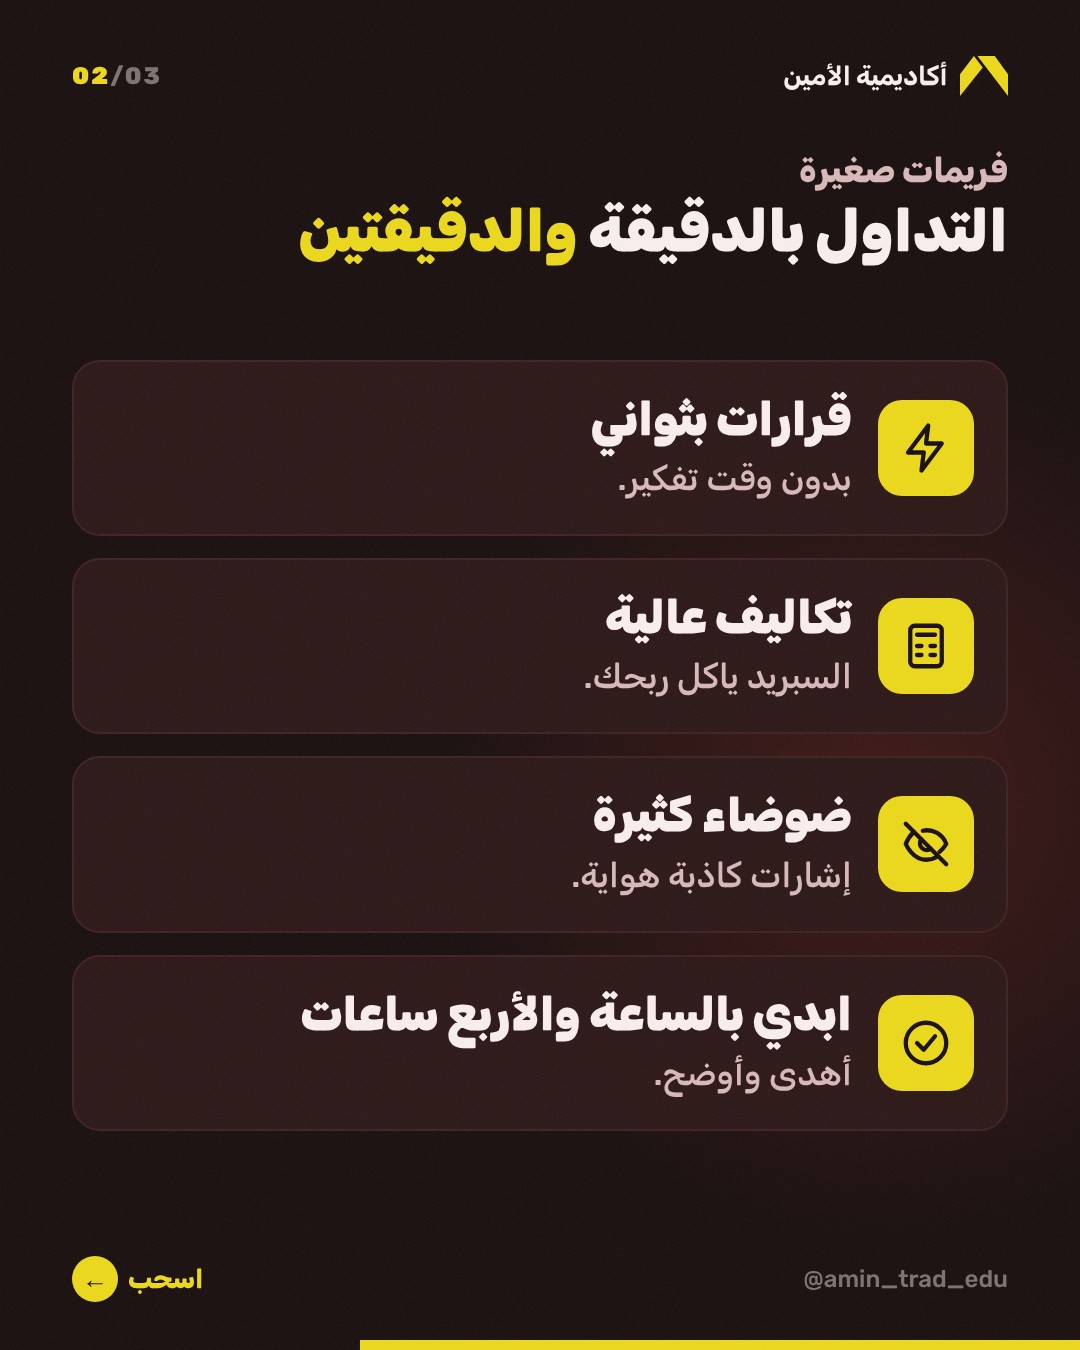 أكاديمية الأمين
02/03
فريمات صغيرة
التداول بالدقيقة والدقيقتين
قرارات بثواني
بدون وقت تفكير.
تكاليف عالية
السبريد ياكل ربحك.
ضوضاء كثيرة
إشارات كاذبة هواية.
ابدي بالساعة والأربع ساعات
أهدى وأوضح.
@amin_trad_edu
اسحب ←